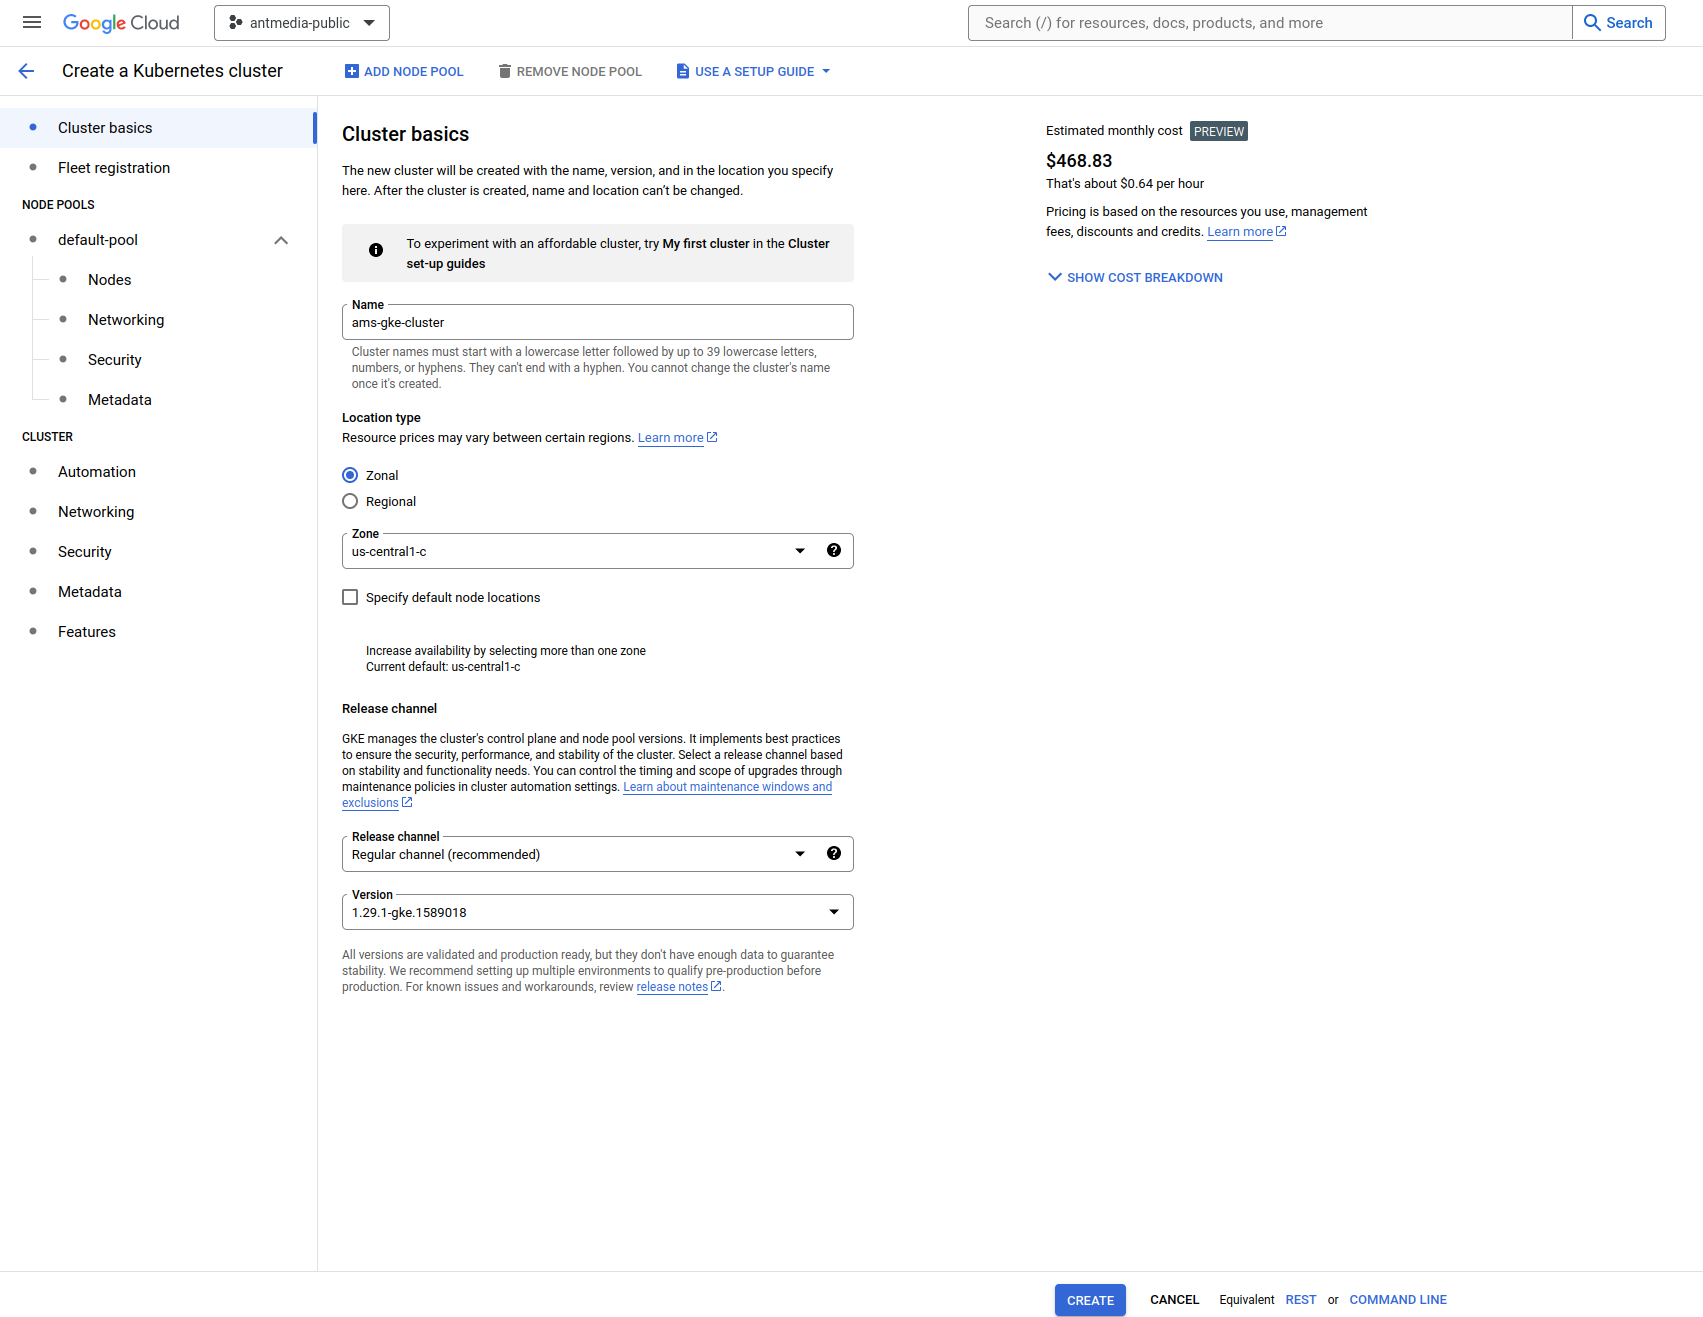 Google Cloud
antmedia-public
Search (/) for resources, docs, products, and more
Search
Create a Kubernetes cluster
ADD NODE POOL
REMOVE NODE POOL
USE A SETUP GUIDE
Cluster basics
Fleet registration
NODE POOLS
default-pool
Nodes
Networking
Security
Metadata
CLUSTER
Automation
Networking
Security
Metadata
Features
Cluster basics
The new cluster will be created with the name, version, and in the location you specify
here. After the cluster is created, name and location can’t be changed.
To experiment with an affordable cluster, try My first cluster in the Cluster
set-up guides
Name
ams-gke-cluster
Cluster names must start with a lowercase letter followed by up to 39 lowercase letters,
numbers, or hyphens. They can't end with a hyphen. You cannot change the cluster's name
once it's created.
Location type
Resource prices may vary between certain regions. Learn more
Zonal
Regional
Zone
us-central1-c
Specify default node locations
Increase availability by selecting more than one zone
Current default: us-central1-c
Release channel
GKE manages the cluster's control plane and node pool versions. It implements best practices
to ensure the security, performance, and stability of the cluster. Select a release channel based
on stability and functionality needs. You can control the timing and scope of upgrades through
maintenance policies in cluster automation settings. Learn about maintenance windows and
exclusions
Release channel
Regular channel (recommended)
Version
1.29.1-gke.1589018
All versions are validated and production ready, but they don't have enough data to guarantee
stability. We recommend setting up multiple environments to qualify pre-production before
production. For known issues and workarounds, review release notes.
Estimated monthly cost PREVIEW
$468.83
That's about $0.64 per hour
Pricing is based on the resources you use, management
fees, discounts and credits. Learn more
SHOW COST BREAKDOWN
CREATE
CANCEL
Equivalent REST or COMMAND LINE